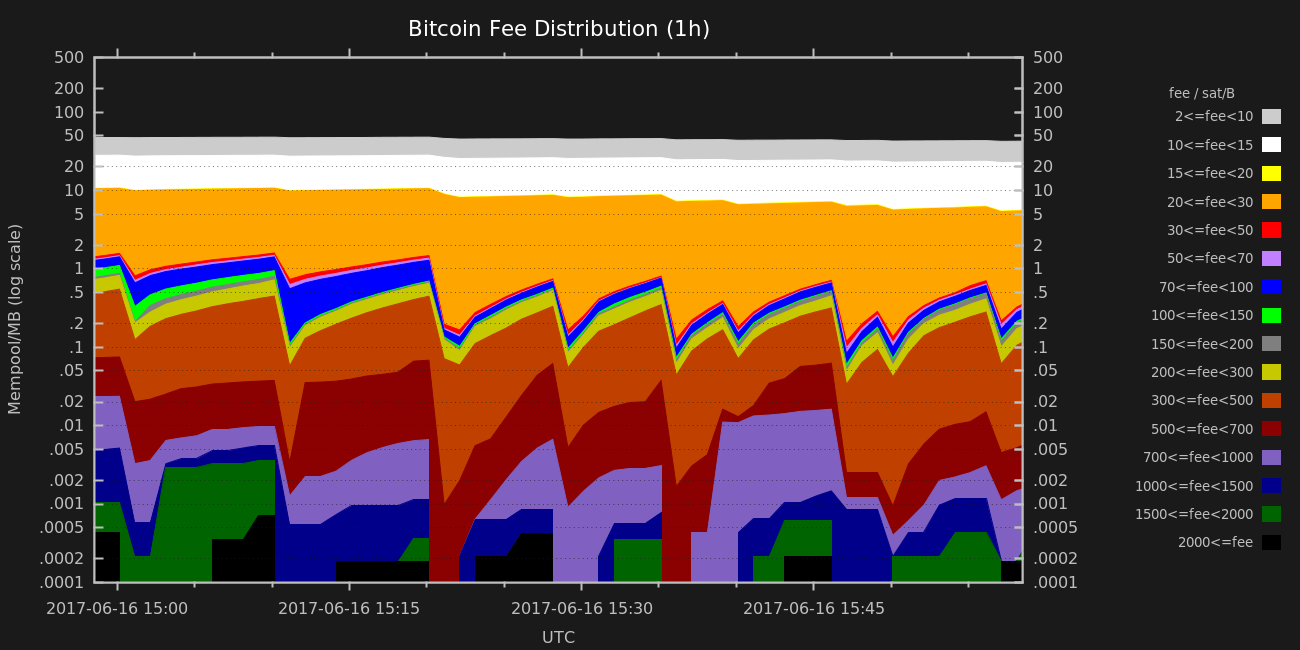 Bitcoin Fee Distribution (1h)
500
200
100
50
20
10
5
2
1
.5
.2
.1
.05
.02
.01
.005
.002
.001
.0005
.0002
.0001
Mempool/MB (log scale)
500
200
100
50
20
10
5
2
1
.5
.2
.1
.05
.02
.01
.005
.002
.001
.0005
.0002
.0001
2017-06-16 15:00
2017-06-16 15:15
2017-06-16 15:30
2017-06-16 15:45
UTC
fee / sat/B
2<=fee<10
10<=fee<15
15<=fee<20
20<=fee<30
30<=fee<50
50<=fee<70
70<=fee<100
100<=fee<150
150<=fee<200
200<=fee<300
300<=fee<500
500<=fee<700
700<=fee<1000
1000<=fee<1500
1500<=fee<2000
2000<=fee